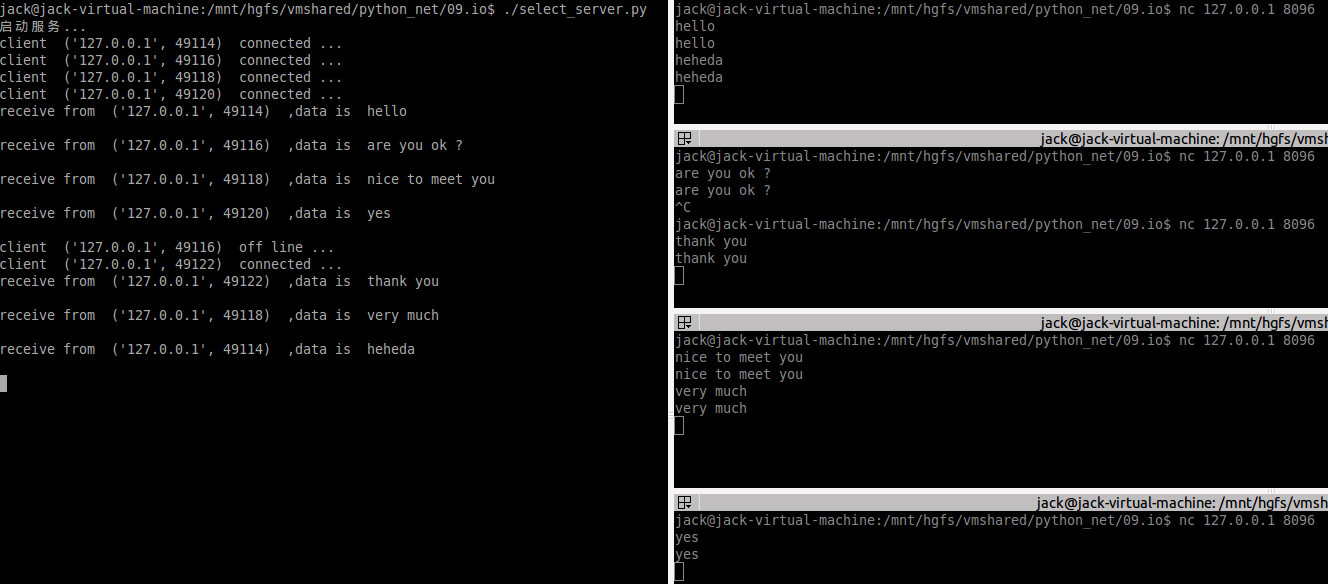 jack@jack-virtual-machine:/mnt/hgfs/vmshared/python_net/09.io$ ./select_server.py
启动服务...
client  ('127.0.0.1', 49114)  connected ...
client  ('127.0.0.1', 49116)  connected ...
client  ('127.0.0.1', 49118)  connected ...
client  ('127.0.0.1', 49120)  connected ...
receive from  ('127.0.0.1', 49114)  ,data is  hello
receive from  ('127.0.0.1', 49116)  ,data is  are you ok ?
receive from  ('127.0.0.1', 49118)  ,data is  nice to meet you
receive from  ('127.0.0.1', 49120)  ,data is  yes
client  ('127.0.0.1', 49116)  off line ...
client  ('127.0.0.1', 49122)  connected ...
receive from  ('127.0.0.1', 49122)  ,data is  thank you
receive from  ('127.0.0.1', 49118)  ,data is  very much
receive from  ('127.0.0.1', 49114)  ,data is  heheda
jack@jack-virtual-machine:/mnt/hgfs/vmshared/python_net/09.io$ nc 127.0.0.1 8096
hello
hello
heheda
heheda
jack@jack-virtual-machine: /mnt/hgfs/vmsh
jack@jack-virtual-machine:/mnt/hgfs/vmshared/python_net/09.io$ nc 127.0.0.1 8096
are you ok ?
are you ok ?
^C
jack@jack-virtual-machine:/mnt/hgfs/vmshared/python_net/09.io$ nc 127.0.0.1 8096
thank you
thank you
jack@jack-virtual-machine: /mnt/hgfs/vmsh
jack@jack-virtual-machine:/mnt/hgfs/vmshared/python_net/09.io$ nc 127.0.0.1 8096
nice to meet you
nice to meet you
very much
very much
jack@jack-virtual-machine: /mnt/hgfs/vmsh
jack@jack-virtual-machine:/mnt/hgfs/vmshared/python_net/09.io$ nc 127.0.0.1 8096
yes
yes